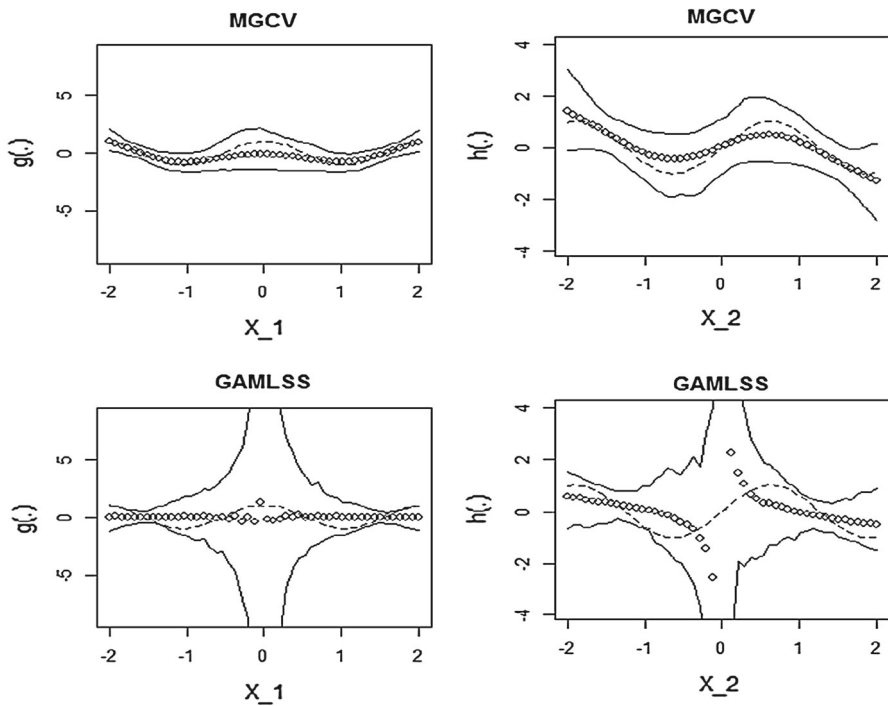 MGCV
g(.)
5
0
-5
-2 -1 0 1 2
X_1
MGCV
h(.)
4
2
0
-2
-4
-2 -1 0 1 2
X_2
GAMLSS
g(.)
5
0
-5
-2 -1 0 1 2
X_1
GAMLSS
h(.)
4
2
0
-2
-4
-2 -1 0 1 2
X_2